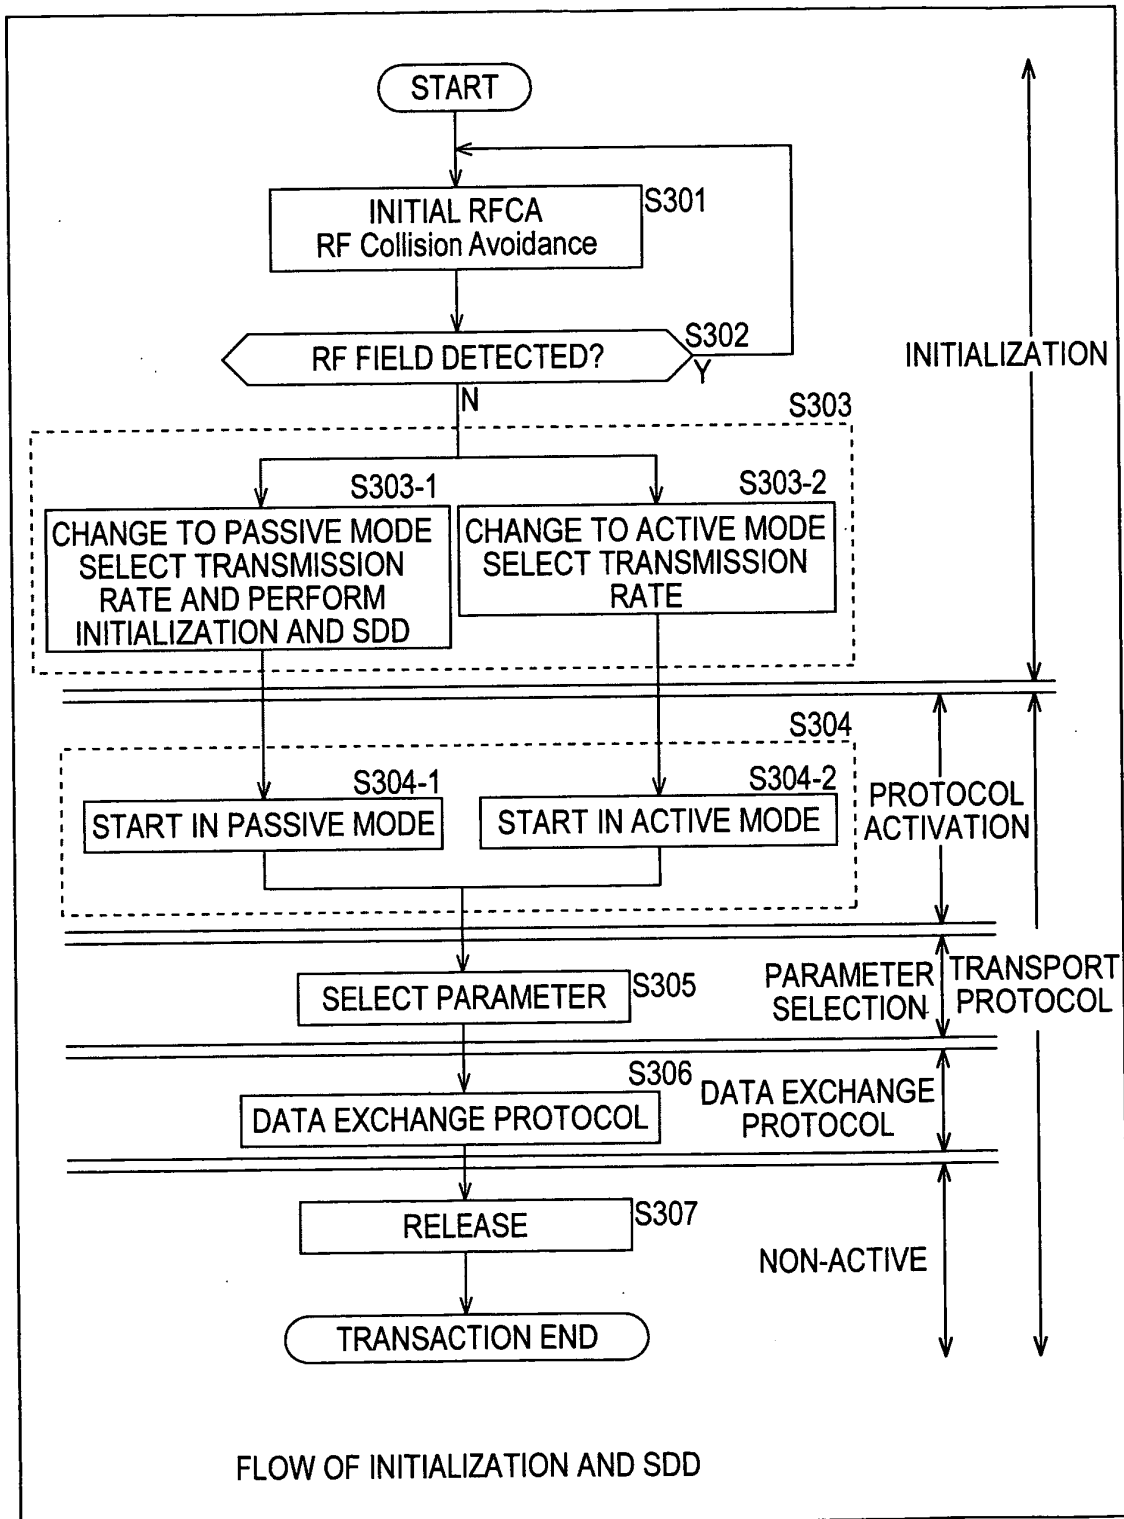 START
INITIAL RFCA
RF Collision Avoidance
S301
RF FIELD DETECTED?
S302
Y
N
INITIALIZATION
S303
S303-1
CHANGE TO PASSIVE MODE
SELECT TRANSMISSION
RATE AND PERFORM
INITIALIZATION AND SDD
S303-2
CHANGE TO ACTIVE MODE
SELECT TRANSMISSION
RATE
S304
S304-1
START IN PASSIVE MODE
S304-2
START IN ACTIVE MODE
PROTOCOL
ACTIVATION
SELECT PARAMETER
S305
PARAMETER
SELECTION
TRANSPORT
PROTOCOL
S306
DATA EXCHANGE PROTOCOL
DATA EXCHANGE
PROTOCOL
RELEASE
S307
NON-ACTIVE
TRANSACTION END
FLOW OF INITIALIZATION AND SDD